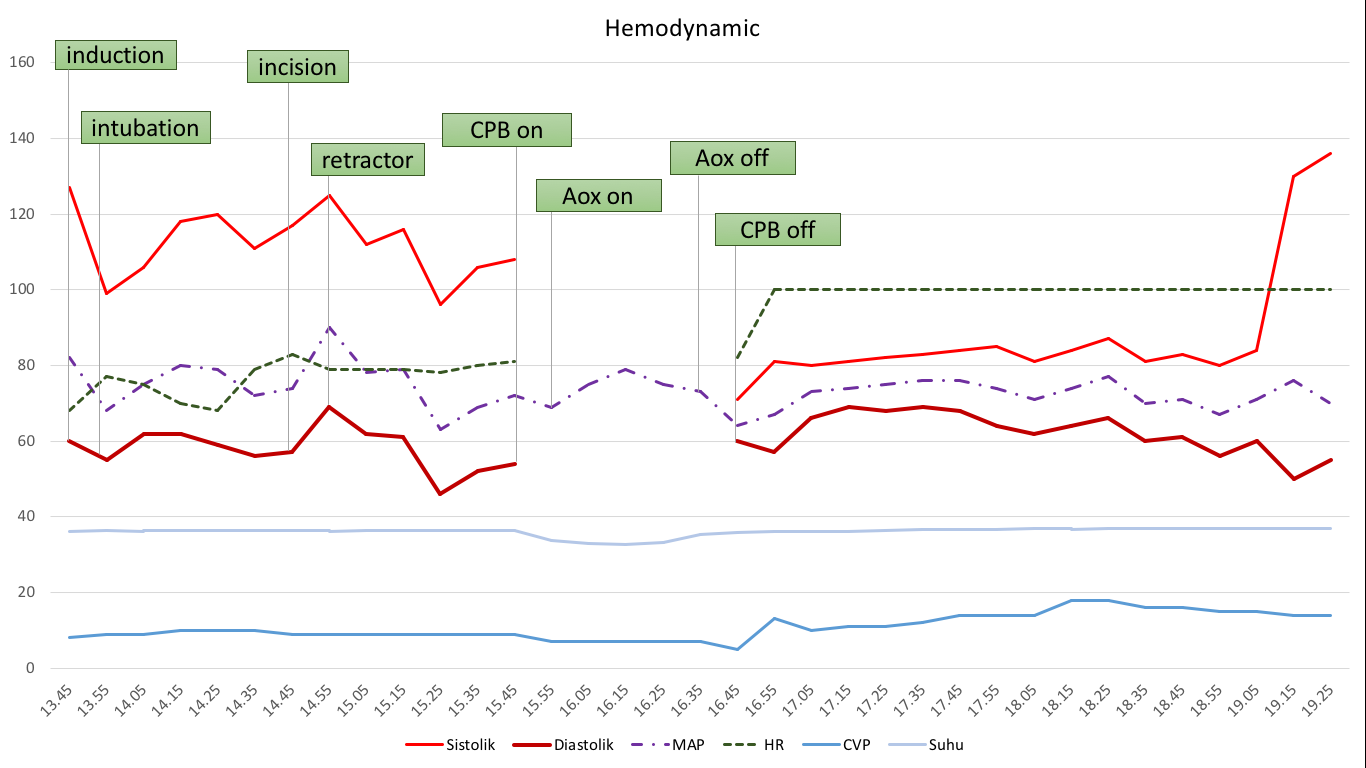 Hemodynamic
induction
incision
intubation
CPB on
retractor
Aox off
Aox on
CPB off
160
140
120
100
80
60
40
20
0
13.45 13.55 14.05 14.15 14.25 14.35 14.45 14.55 15.05 15.15 15.25 15.35 15.45 15.55 16.05 16.15 16.25 16.35 16.45 16.55 17.05 17.15 17.25 17.35 17.45 17.55 18.05 18.15 18.25 18.35 18.45 18.55 19.05 19.15 19.25
Sistolik Diastolik MAP HR CVP Suhu